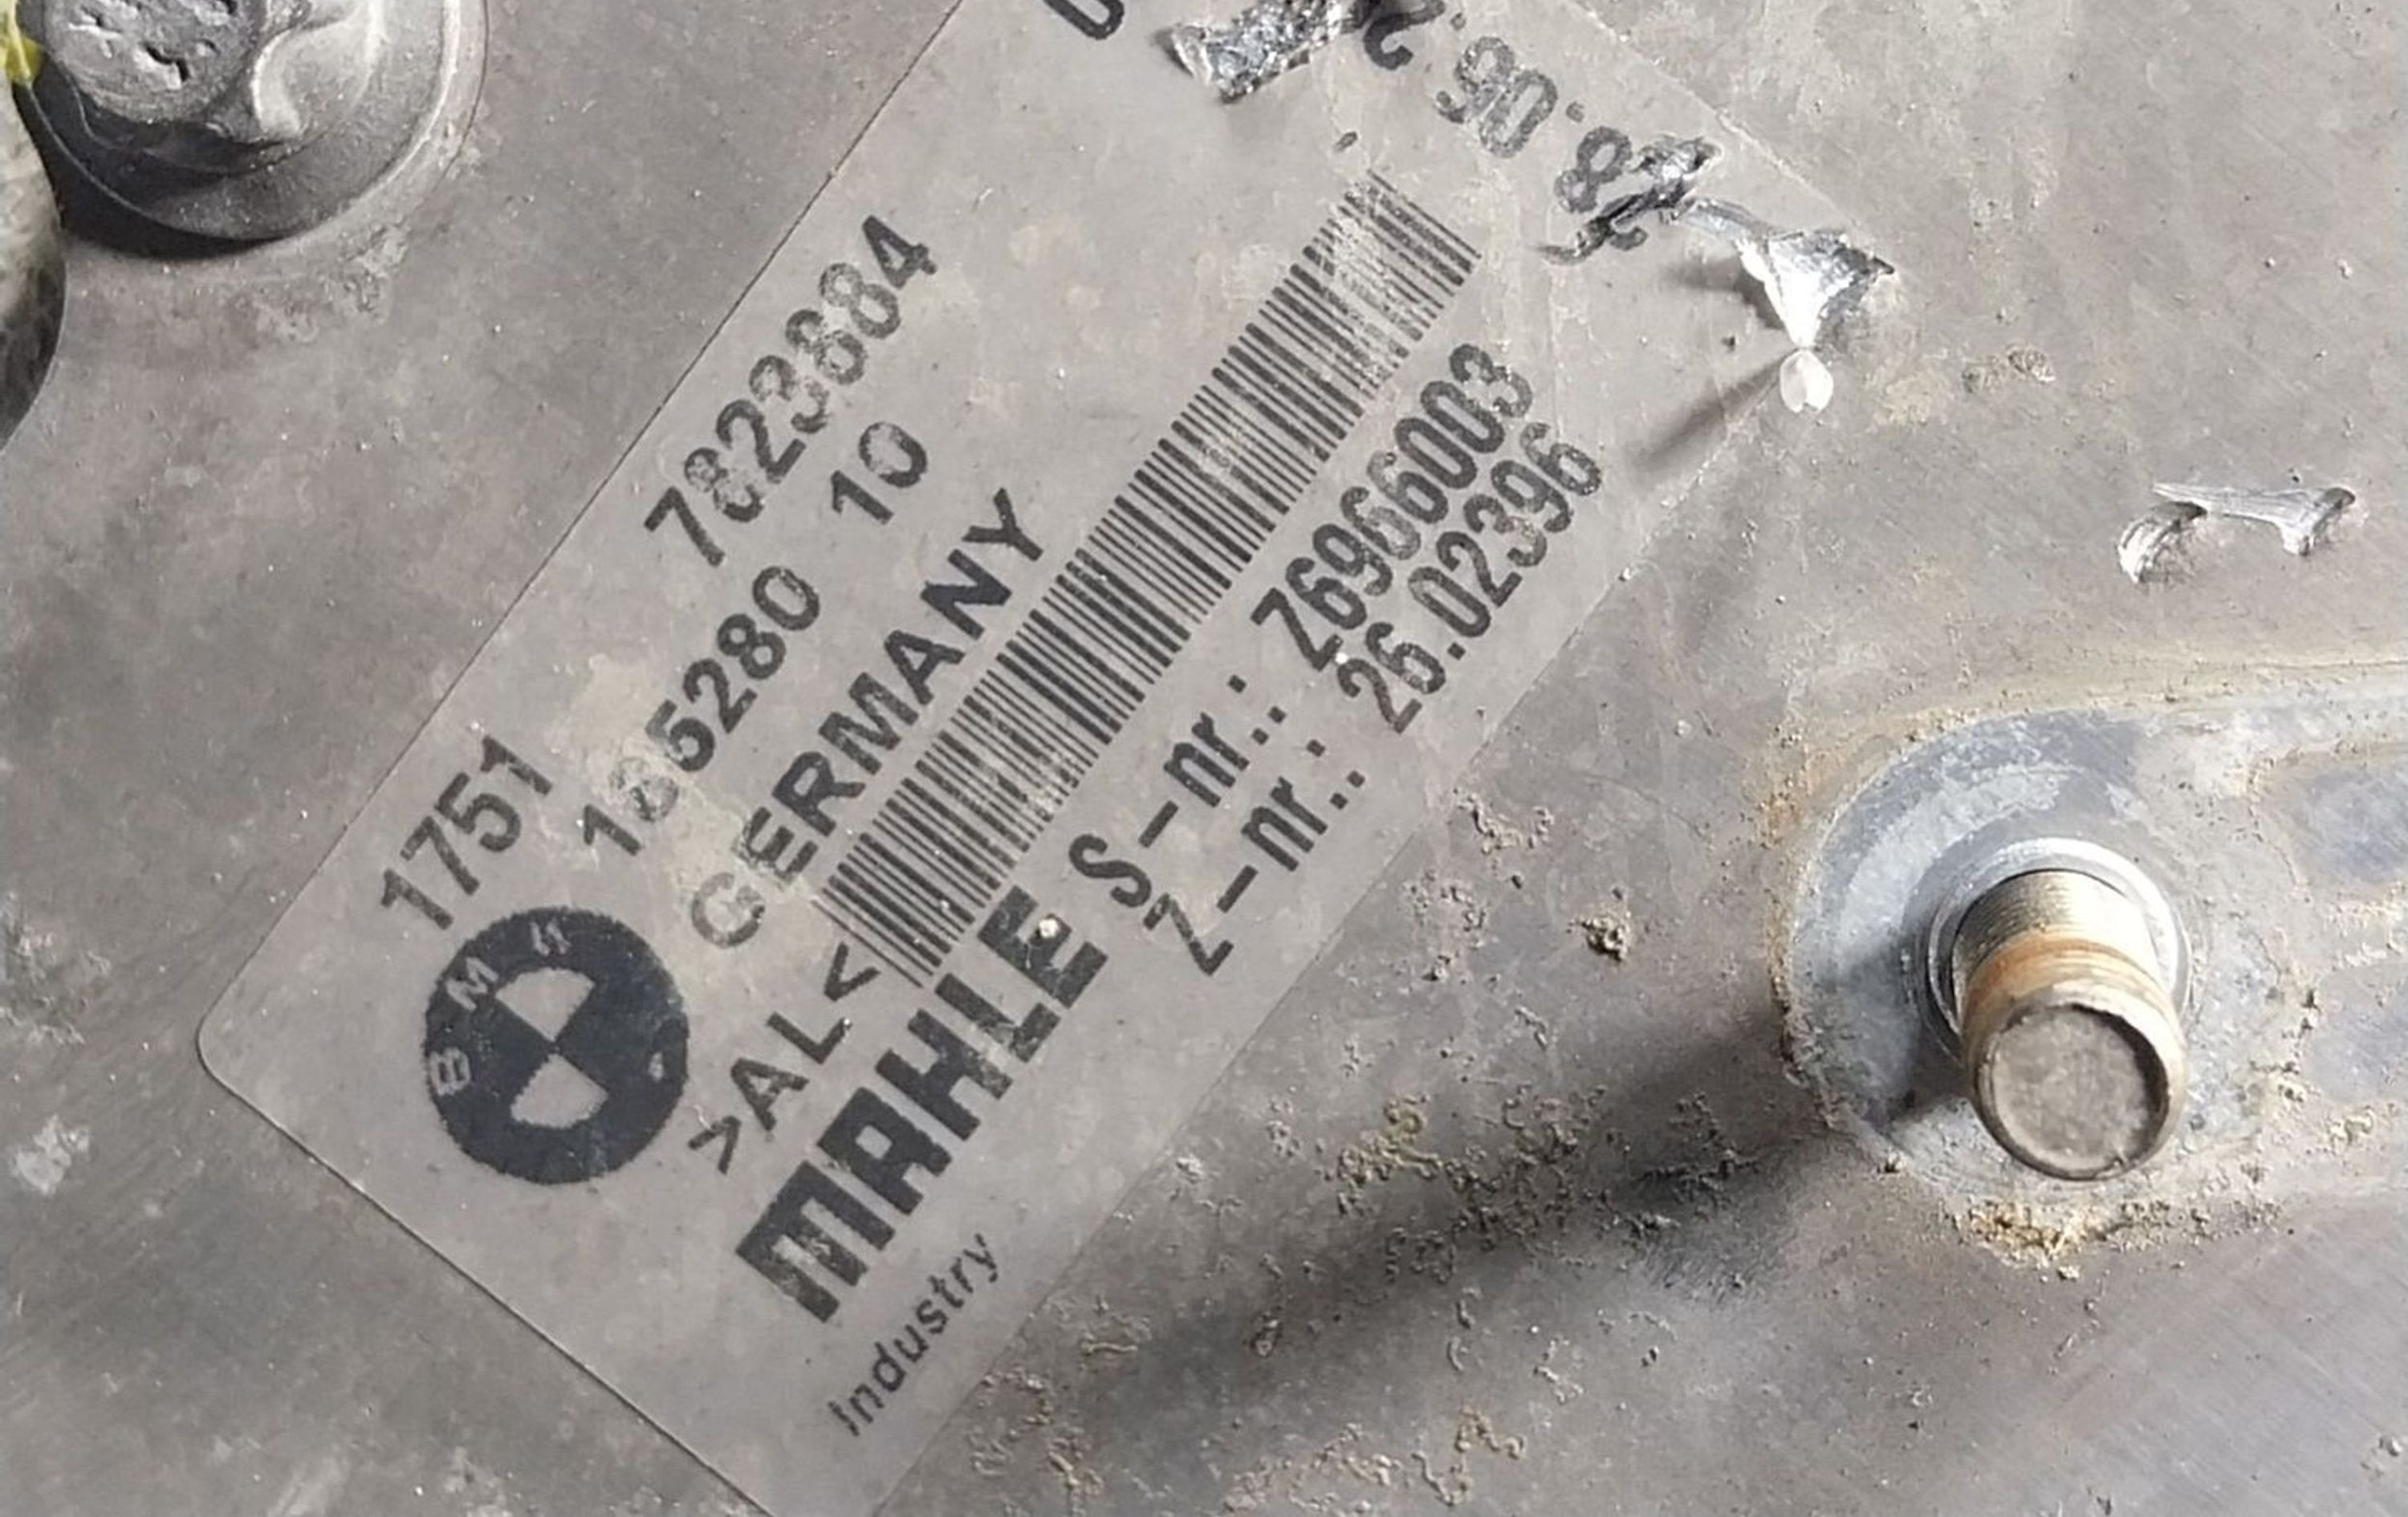 1751 7823884
185280 10
GERMANY
BMW
>AL<
MAHLE
S-nr.: Z6966003
Z-nr.: 26.02396
Industry